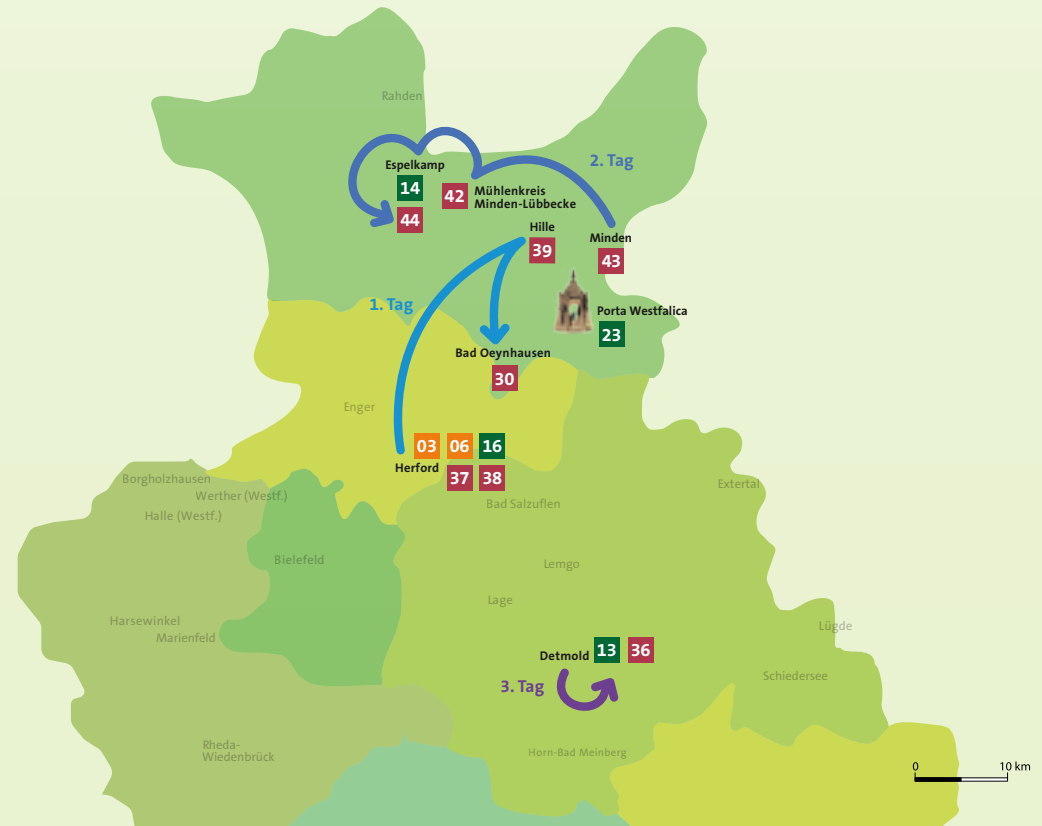 Rahden
2. Tag
Espelkamp
14
42
Mühlenkreis
Minden-Lübbecke
44
Hille
39
Minden
43
1. Tag
Porta Westfalica
23
Bad Oeynhausen
30
Enger
03 06 16
Herford
37 38
Borgholzhausen
Werther (Westf.)
Halle (Westf.)
Bad Salzuflen
Extertal
Bielefeld
Lemgo
Lage
Harsewinkel
Marienfeld
Lügde
Detmold 13 36
3. Tag
Schiedersee
Rheda-
Wiedenbrück
Horn-Bad Meinberg
0 10 km